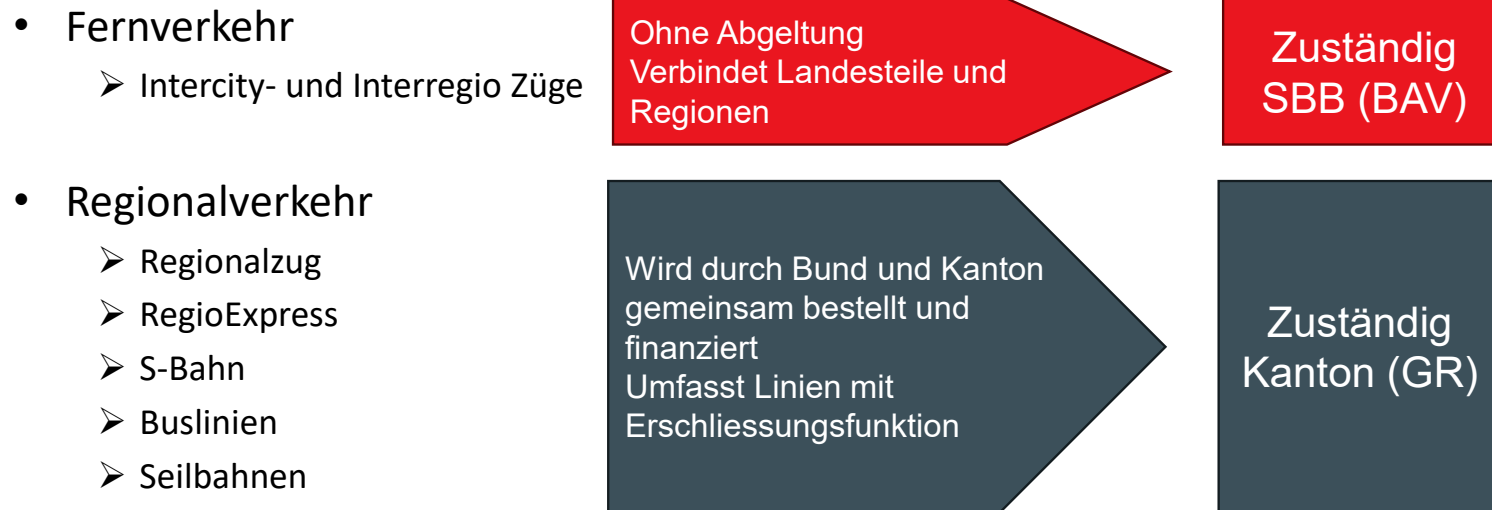 • Fernverkehr
➢ Intercity- und Interregio Züge
Ohne Abgeltung
Verbindet Landesteile und
Regionen
Zuständig
SBB (BAV)
• Regionalverkehr
➢ Regionalzug
➢ RegioExpress
➢ S-Bahn
➢ Buslinien
➢ Seilbahnen
Wird durch Bund und Kanton
gemeinsam bestellt und
finanziert
Umfasst Linien mit
Erschliessungsfunktion
Zuständig
Kanton (GR)